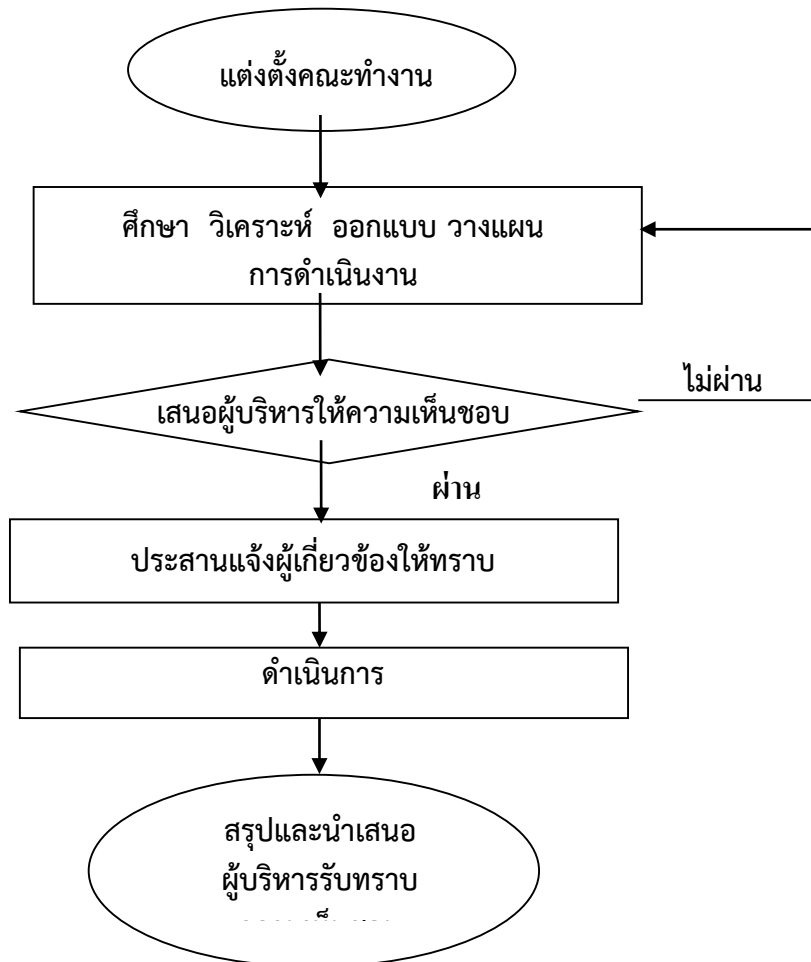 แต่งตั้งคณะทำงาน
ศึกษา วิเคราะห์ ออกแบบ วางแผน
การดำเนินงาน
เสนอผู้บริหารให้ความเห็นชอบ
ไม่ผ่าน
ผ่าน
ประสานแจ้งผู้เกี่ยวข้องให้ทราบ
ดำเนินการ
สรุปและนำเสนอ
ผู้บริหารรับทราบ